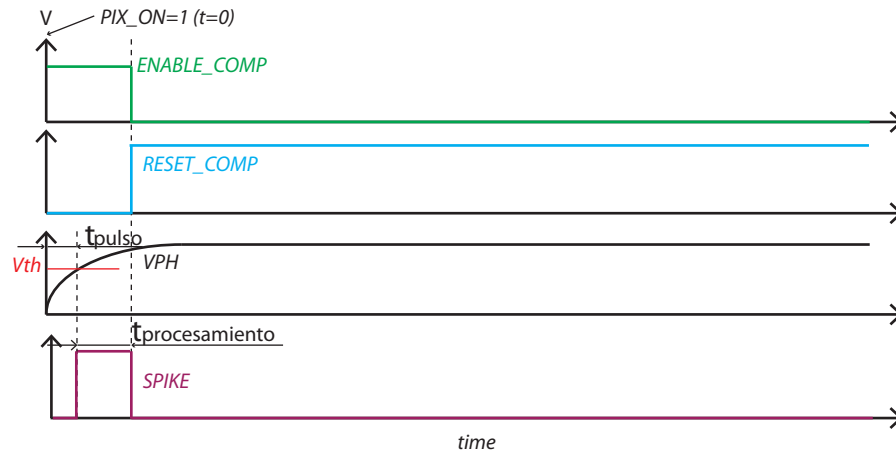 V
PIX_ON=1 (t=0)
ENABLE_COMP
RESET_COMP
tpulso
Vth
VPH
tprocesamiento
SPIKE
time